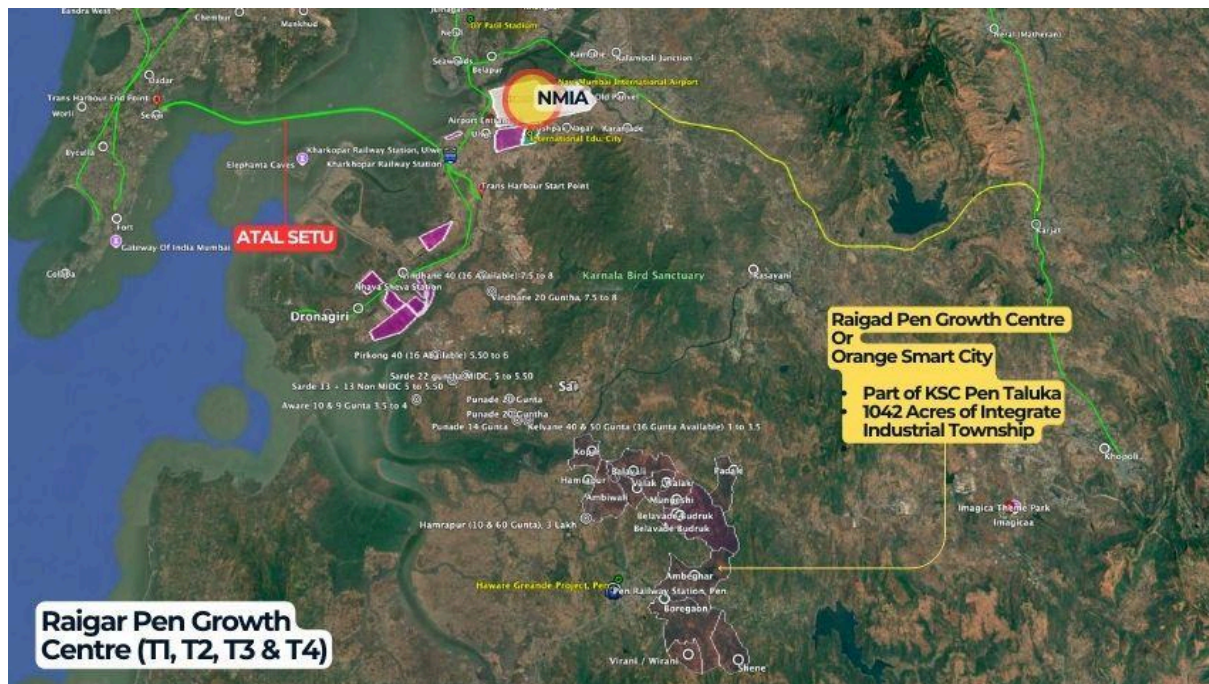 Bandra West
Chembur
Mankhud
Juinagar
DY Patil Stadium
Nerul
Seawoods
Belapur
Kamothe
Kalamboli Junction
Neral (Matheran)
Dadar
Trans Harbour End Point
Worli
Sewri
Navi Mumbai International Airport
NMIA
Old Panvel
Airport Entran
Ulwe
Pushpak Nagar
Karanjade
International Edu. City
Byculla
Kharkopar Railway Station, Ulwe
Kharkopar Railway Station
Elephanta Caves
Trans Harbour Start Point
Fort
ATAL SETU
Gateway Of India Mumbai
Colaba
Karjat
Vindhane 40 (16 Available) 7.5 to 8
Nhava Sheva Station
Karnala Bird Sanctuary
Rasayani
Vindhane 20 Guntha, 7.5 to 8
Dronagiri
Raigad Pen Growth Centre
Or
Orange Smart City
• Part of KSC Pen Taluka
• 1042 Acres of Integrate
Industrial Township
Pirkong 40 (16 Available) 5.50 to 6
Sarde 22 guntha MIDC, 5 to 5.50
Sarde 13 + 13 Non MIDC 5 to 5.50
Sai
Aware 10 & 9 Gunta 3.5 to 4
Punade 20 Gunta
Punade 20 Guntha
Punade 14 Gunta
Kelvane 40 & 50 Gunta (16 Gunta Available) 3 to 3.5
Khopoli
Balavali
Padale
Hamrapur
Valak
Ambiwali
Mungoshi
Belavade Budruk
Belavade Budruk
Imagica Theme Park
Imagicaa
Hamrapur (10 & 60 Gunta), 3 Lakh
Ambeghar
Haware Greande Project, Pen
Pen Railway Station, Pen
Boregaon
Raigar Pen Growth
Centre (T1, T2, T3 & T4)
Virani / Wirani
Shene